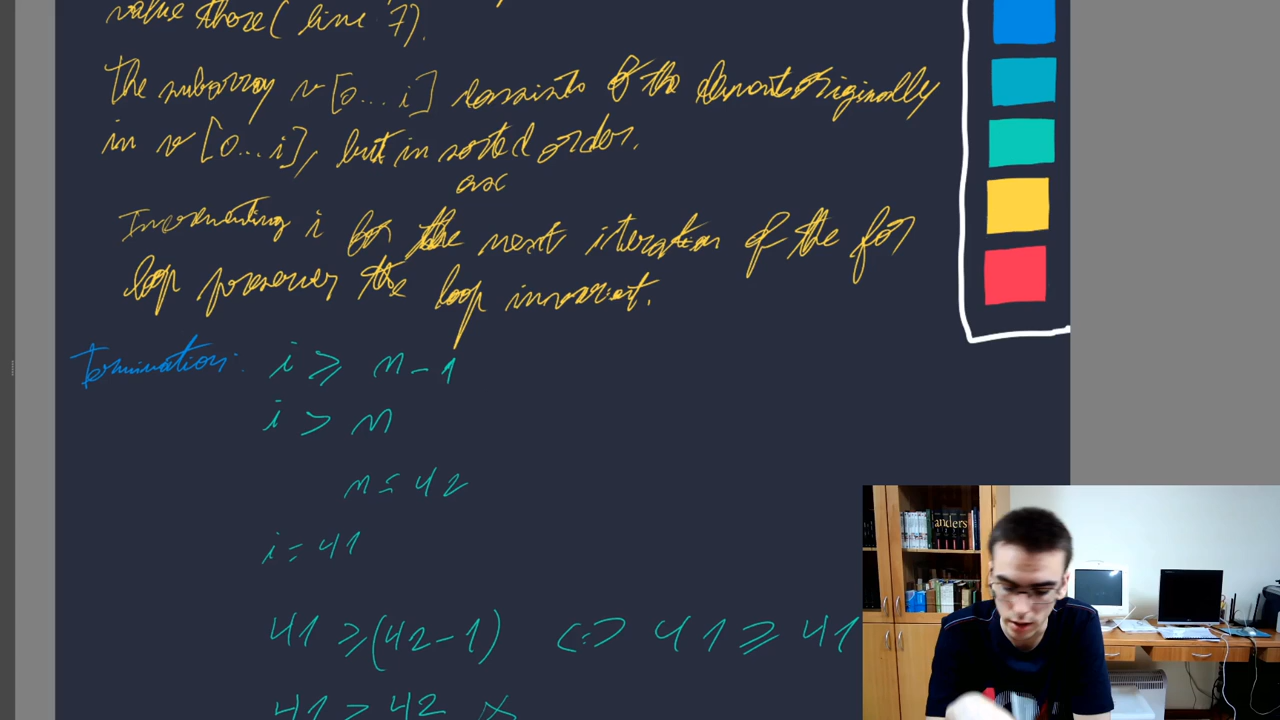 value those (line 7).
The subarray v[0...i] consists of the elements originally
in v[0...i], but in sorted order.
asc
Incrementing i for the next iteration of the for
loop preserves the loop invariant.
Termination: i ≥ n-1
i > n
n = 42
i = 41
41 ≥ (42-1) <=> 41 ≥ 41
41 > 42 x
anders